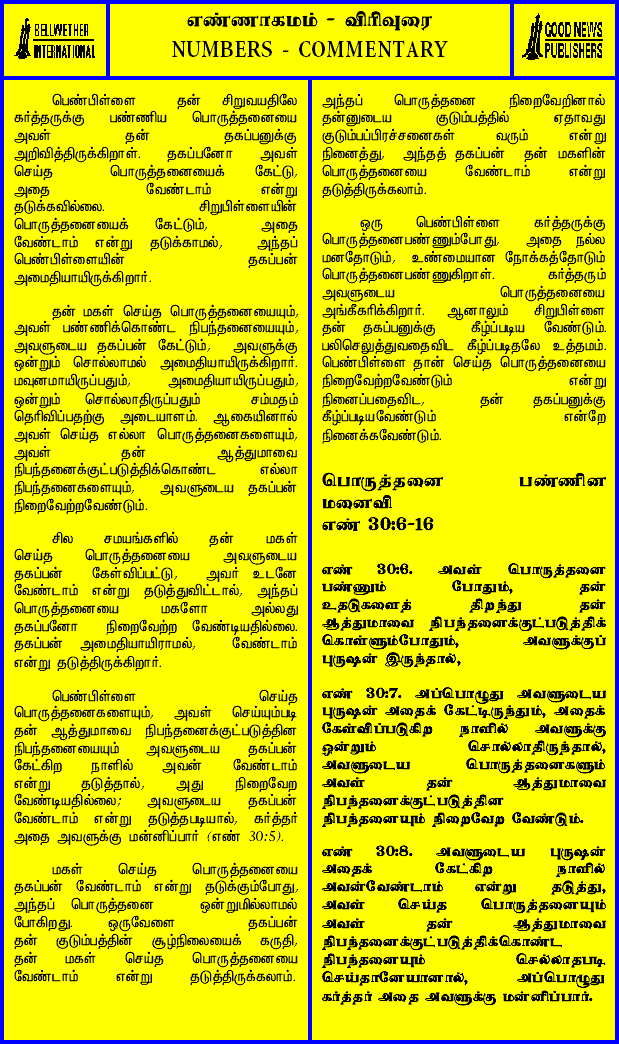 BELLWETHER
INTERNATIONAL
எண்ணாகமம் - விரிவுரை
NUMBERS - COMMENTARY
GOOD NEWS
PUBLISHERS
பெண்பிள்ளை தன் சிறுவயதிலே
கர்த்தருக்கு பண்ணிய பொருத்தனையை
அவள் தன் தகப்பனுக்கு
அறிவித்திருக்கிறாள். தகப்பனோ அவள்
செய்த பொருத்தனையைக் கேட்டு,
அதை வேண்டாம் என்று
தடுக்கவில்லை. சிறுபிள்ளையின்
பொருத்தனையைக் கேட்டும், அதை
வேண்டாம் என்று தடுக்காமல், அந்தப்
பெண்பிள்ளையின் தகப்பன்
அமைதியாயிருக்கிறார்.
தன் மகள் செய்த பொருத்தனையையும்,
அவள் பண்ணிக்கொண்ட நிபந்தனையையும்,
அவளுடைய தகப்பன் கேட்டும், அவளுக்கு
ஒன்றும் சொல்லாமல் அமைதியாயிருக்கிறார்.
மவுனமாயிருப்பதும், அமைதியாயிருப்பதும்,
ஒன்றும் சொல்லாதிருப்பதும் சம்மதம்
தெரிவிப்பதற்கு அடையாளம். ஆகையினால்
அவள் செய்த எல்லா பொருத்தனைகளையும்,
அவள் தன் ஆத்துமாவை
நிபந்தனைக்குட்படுத்திக்கொண்ட எல்லா
நிபந்தனைகளையும், அவளுடைய தகப்பன்
நிறைவேற்றவேண்டும்.
சில சமயங்களில் தன் மகள்
செய்த பொருத்தனையை அவளுடைய
தகப்பன் கேள்விப்பட்டு, அவர் உடனே
வேண்டாம் என்று தடுத்துவிட்டால், அந்தப்
பொருத்தனையை மகளோ அல்லது
தகப்பனோ நிறைவேற்ற வேண்டியதில்லை.
தகப்பன் அமைதியாயிராமல், வேண்டாம்
என்று தடுத்திருக்கிறார்.
பெண்பிள்ளை செய்த
பொருத்தனைகளையும், அவள் செய்யும்படி
தன் ஆத்துமாவை நிபந்தனைக்குட்படுத்தின
நிபந்தனையையும் அவளுடைய தகப்பன்
கேட்கிற நாளில் அவன் வேண்டாம்
என்று தடுத்தால், அது நிறைவேற
வேண்டியதில்லை; அவளுடைய தகப்பன்
வேண்டாம் என்று தடுத்தபடியால், கர்த்தர்
அதை அவளுக்கு மன்னிப்பார் (எண் 30:5).
மகள் செய்த பொருத்தனையை
தகப்பன் வேண்டாம் என்று தடுக்கும்போது,
அந்தப் பொருத்தனை ஒன்றுமில்லாமல்
போகிறது. ஒருவேளை தகப்பன்
தன் குடும்பத்தின் சூழ்நிலையைக் கருதி,
தன் மகள் செய்த பொருத்தனையை
வேண்டாம் என்று தடுத்திருக்கலாம்.
அந்தப் பொருத்தனை நிறைவேறினால்
தன்னுடைய குடும்பத்தில் ஏதாவது
குடும்பப்பிரச்சனைகள் வரும் என்று
நினைத்து, அந்தத் தகப்பன் தன் மகளின்
பொருத்தனையை வேண்டாம் என்று
தடுத்திருக்கலாம்.
ஒரு பெண்பிள்ளை கர்த்தருக்கு
பொருத்தனைபண்ணும்போது, அதை நல்ல
மனதோடும், உண்மையான நோக்கத்தோடும்
பொருத்தனைபண்ணுகிறாள். கர்த்தரும்
அவளுடைய பொருத்தனையை
அங்கீகரிக்கிறார். ஆனாலும் சிறுபிள்ளை
தன் தகப்பனுக்கு கீழ்ப்படிய வேண்டும்.
பலிசெலுத்துவதைவிட கீழ்ப்படிதலே உத்தமம்.
பெண்பிள்ளை தான் செய்த பொருத்தனையை
நிறைவேற்றவேண்டும் என்று
நினைப்பதைவிட, தன் தகப்பனுக்கு
கீழ்ப்படியவேண்டும் என்றே
நினைக்கவேண்டும்.
பொருத்தனை பண்ணின
மனைவி
எண் 30:6-16
எண் 30:6. அவள் பொருத்தனை
பண்ணும் போதும், தன்
உதடுகளைத் திறந்து தன்
ஆத்துமாவை நிபந்தனைக்குட்படுத்திக்
கொள்ளும்போதும், அவளுக்குப்
புருஷன் இருந்தால்,
எண் 30:7. அப்பொழுது அவளுடைய
புருஷன் அதைக் கேட்டிருந்தும், அதைக்
கேள்விப்படுகிற நாளில் அவளுக்கு
ஒன்றும் சொல்லாதிருந்தால்,
அவளுடைய பொருத்தனைகளும்
அவள் தன் ஆத்துமாவை
நிபந்தனைக்குட்படுத்தின
நிபந்தனையும் நிறைவேற வேண்டும்.
எண் 30:8. அவளுடைய புருஷன்
அதைக் கேட்கிற நாளில்
அவன்வேண்டாம் என்று தடுத்து,
அவள் செய்த பொருத்தனையும்
அவள் தன் ஆத்துமாவை
நிபந்தனைக்குட்படுத்திக்கொண்ட
நிபந்தனையும் செல்லாதபடி
செய்தானேயானால், அப்பொழுது
கர்த்தர் அதை அவளுக்கு மன்னிப்பார்.